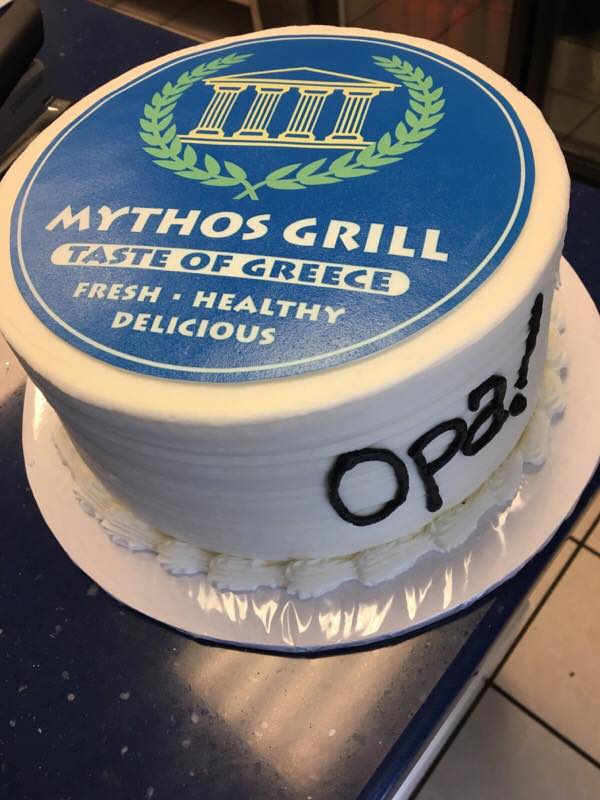 MYTHOS GRILL
TASTE OF GREECE
FRESH · HEALTHY
DELICIOUS
Opa!